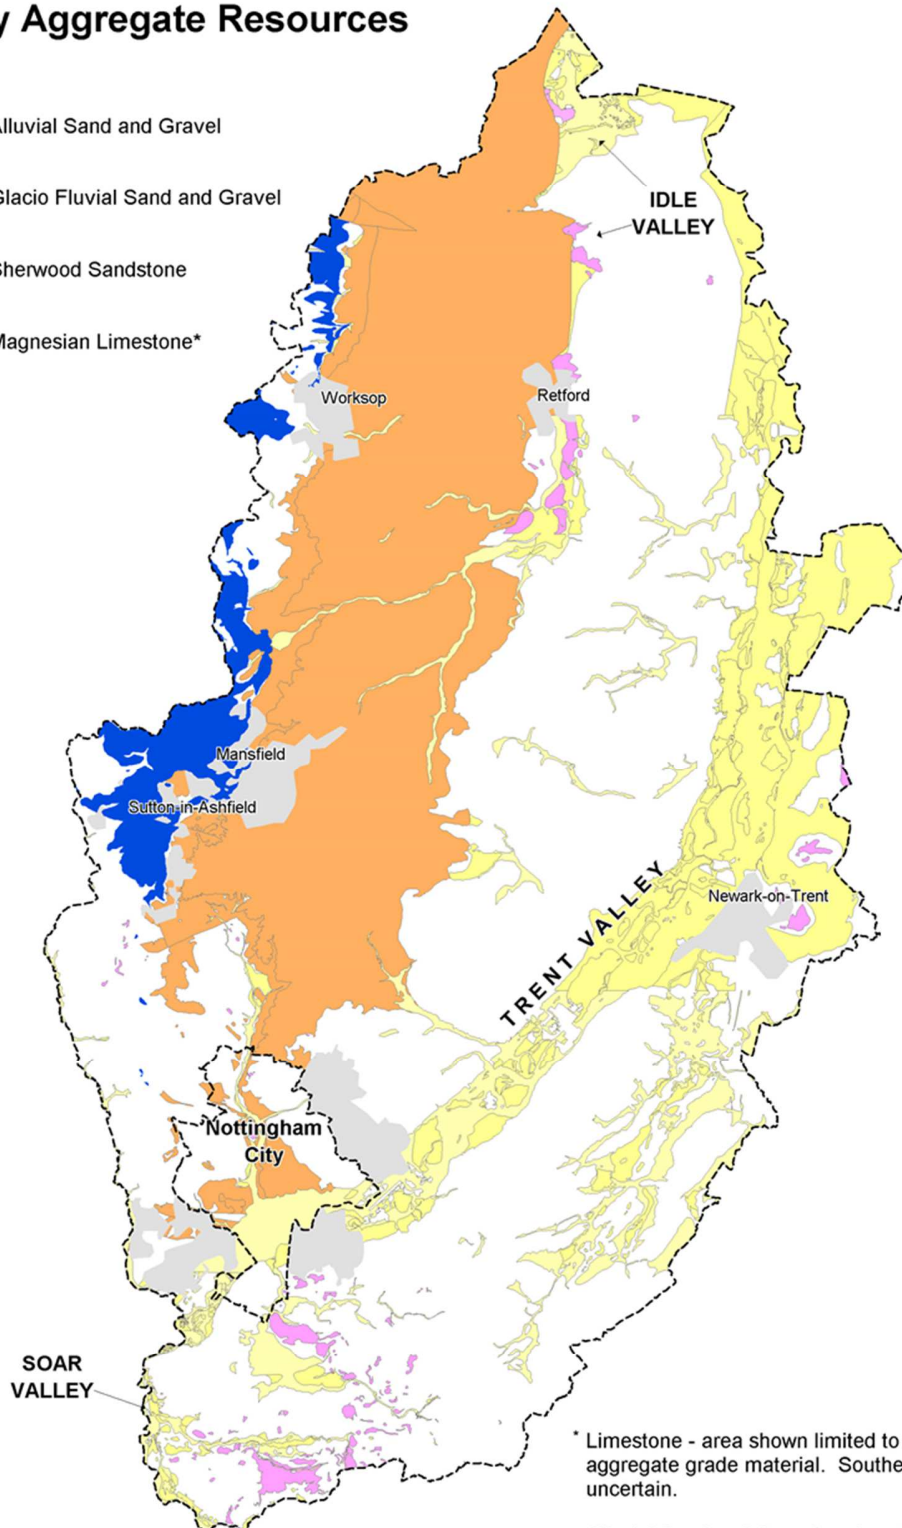 y Aggregate Resources
Alluvial Sand and Gravel
Glacio Fluvial Sand and Gravel
Sherwood Sandstone
Magnesian Limestone*
IDLE
VALLEY
Worksop
Retford
Mansfield
Sutton-in-Ashfield
Newark-on-Trent
TRENT VALLEY
Nottingham
City
SOAR
VALLEY
* Limestone - area shown limited to
aggregate grade material. Southe
uncertain.